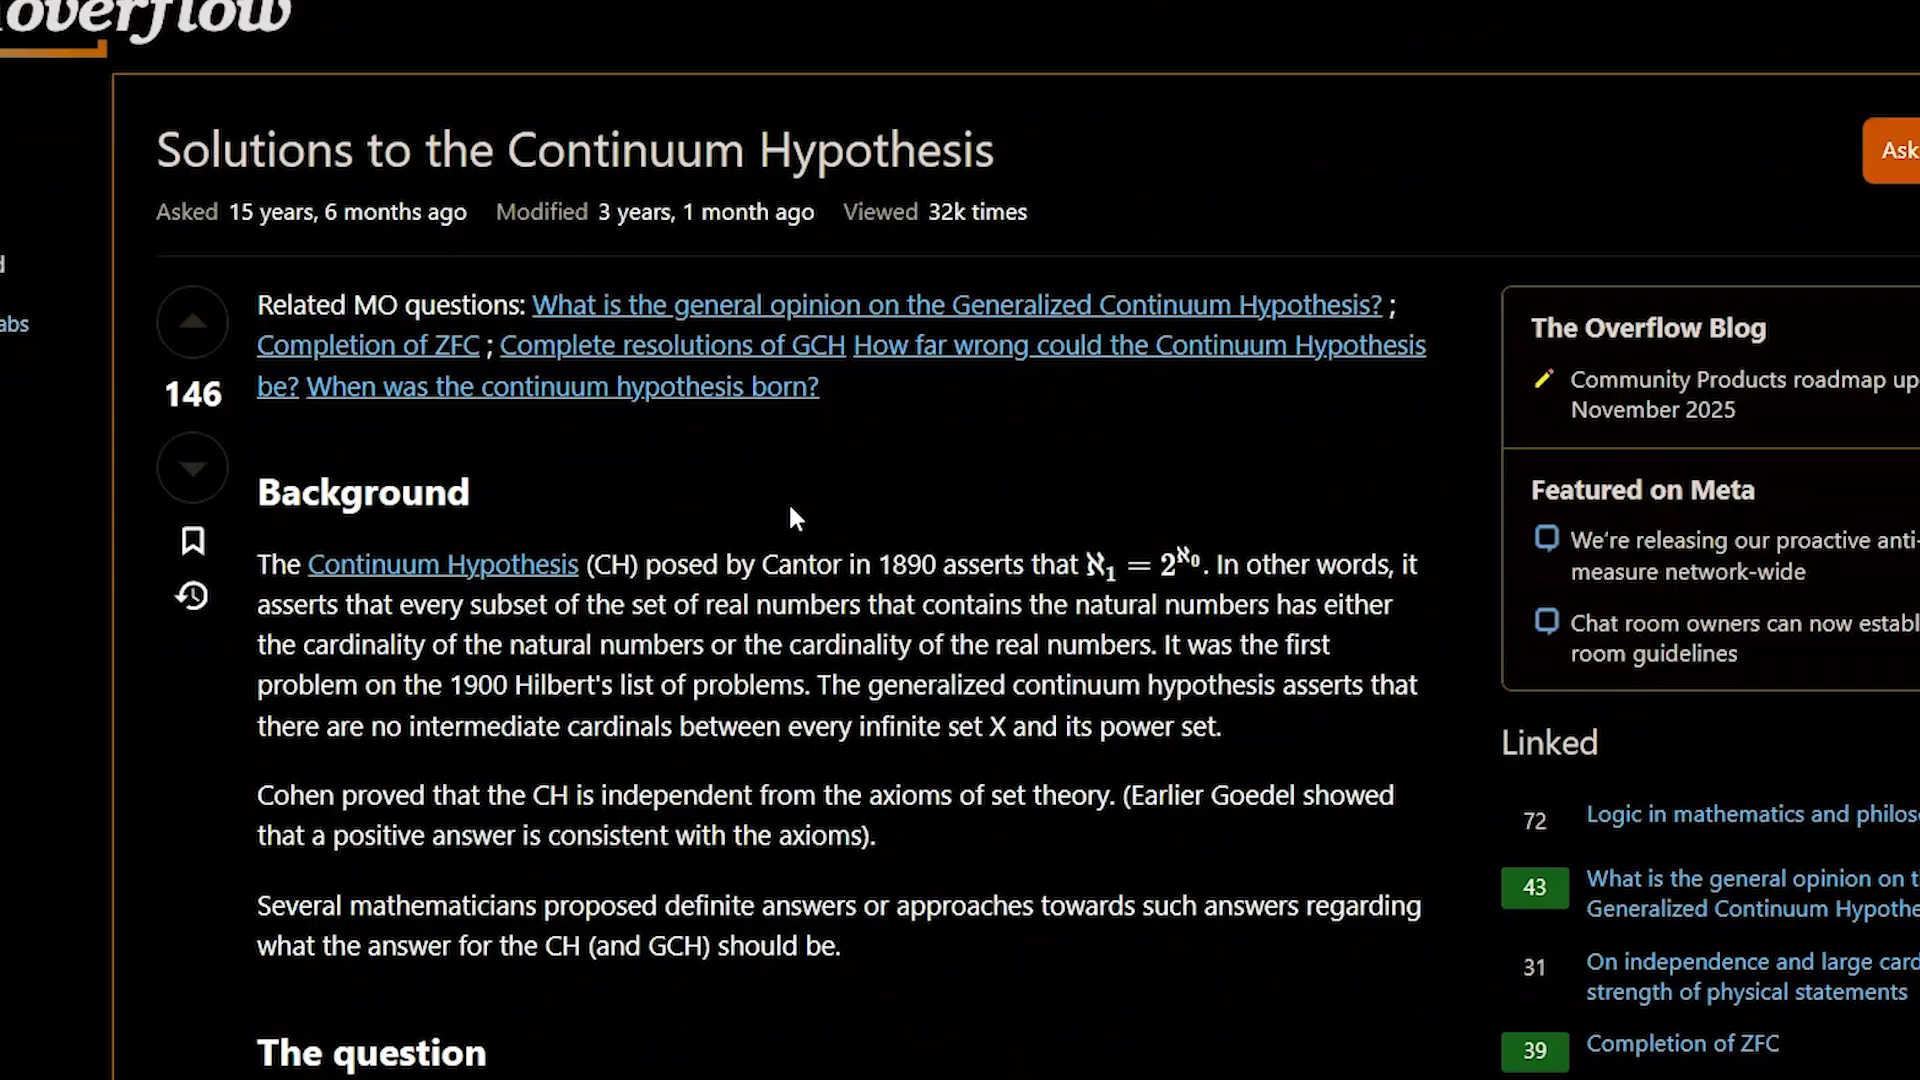 overflow
Solutions to the Continuum Hypothesis
Ask
Asked 15 years, 6 months ago Modified 3 years, 1 month ago Viewed 32k times
d
abs
146
Related MO questions: What is the general opinion on the Generalized Continuum Hypothesis? ;
Completion of ZFC ; Complete resolutions of GCH How far wrong could the Continuum Hypothesis
be? When was the continuum hypothesis born?
Background
The Continuum Hypothesis (CH) posed by Cantor in 1890 asserts that ℵ₁ = 2^ℵ₀. In other words, it
asserts that every subset of the set of real numbers that contains the natural numbers has either
the cardinality of the natural numbers or the cardinality of the real numbers. It was the first
problem on the 1900 Hilbert's list of problems. The generalized continuum hypothesis asserts that
there are no intermediate cardinals between every infinite set X and its power set.
Cohen proved that the CH is independent from the axioms of set theory. (Earlier Goedel showed
that a positive answer is consistent with the axioms).
Several mathematicians proposed definite answers or approaches towards such answers regarding
what the answer for the CH (and GCH) should be.
The question
The Overflow Blog
Community Products roadmap up
November 2025
Featured on Meta
We're releasing our proactive anti-
measure network-wide
Chat room owners can now establ
room guidelines
Linked
72 Logic in mathematics and philos
43 What is the general opinion on t
Generalized Continuum Hypothe
31 On independence and large card
strength of physical statements
39 Completion of ZFC